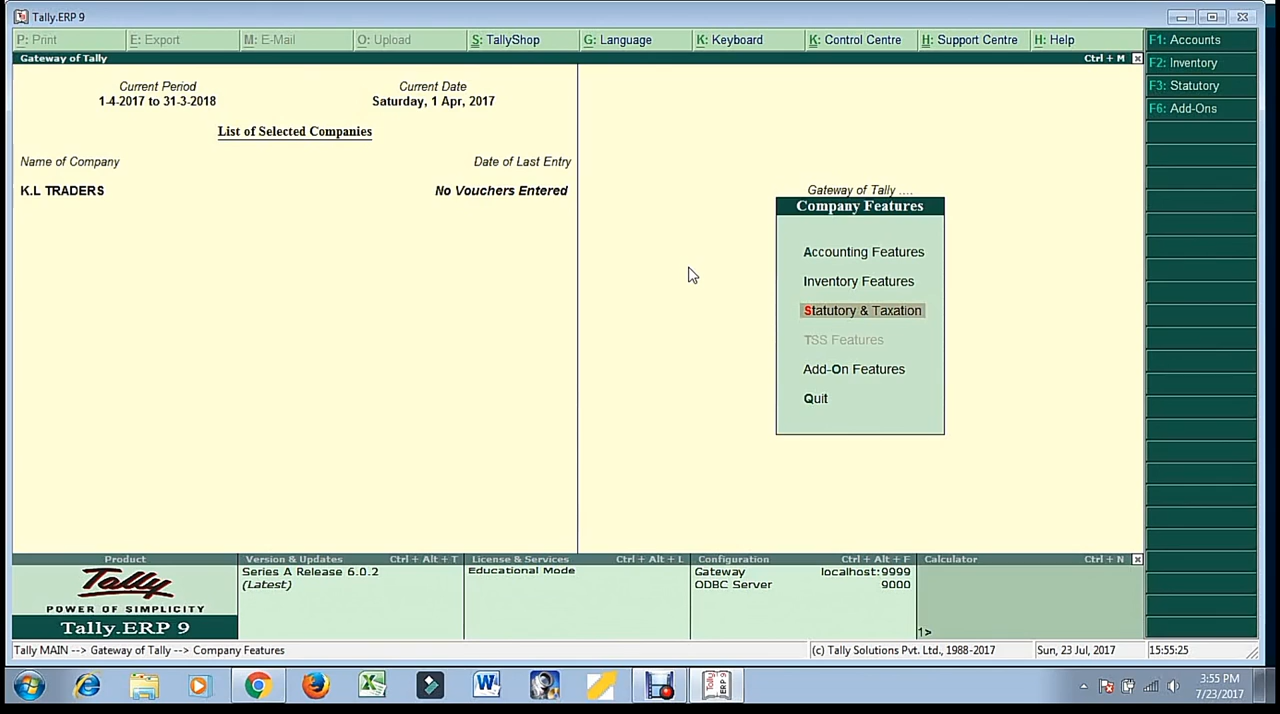 Tally.ERP 9
P: Print E: Export M: E-Mail O: Upload S: TallyShop G: Language K: Keyboard K: Control Centre H: Support Centre H: Help
F1: Accounts
F2: Inventory
F3: Statutory
F6: Add-Ons
Gateway of Tally Ctrl + M
Current Period Current Date
1-4-2017 to 31-3-2018 Saturday, 1 Apr, 2017
List of Selected Companies
Name of Company Date of Last Entry
K.L TRADERS No Vouchers Entered
Gateway of Tally ....
Company Features
Accounting Features
Inventory Features
Statutory & Taxation
TSS Features
Add-On Features
Quit
Product Version & Updates Ctrl + Alt + T License & Services Ctrl + Alt + L Configuration Ctrl + Alt + F Calculator Ctrl + N
Tally
POWER OF SIMPLICITY
Tally.ERP 9
Series A Release 6.0.2
(Latest)
Educational Mode
Gateway localhost:9999
ODBC Server 9000
1>
Tally MAIN --> Gateway of Tally --> Company Features (c) Tally Solutions Pvt. Ltd., 1988-2017 Sun, 23 Jul, 2017 15:55:25
Tally
ERP 9
3:55 PM
7/23/2017